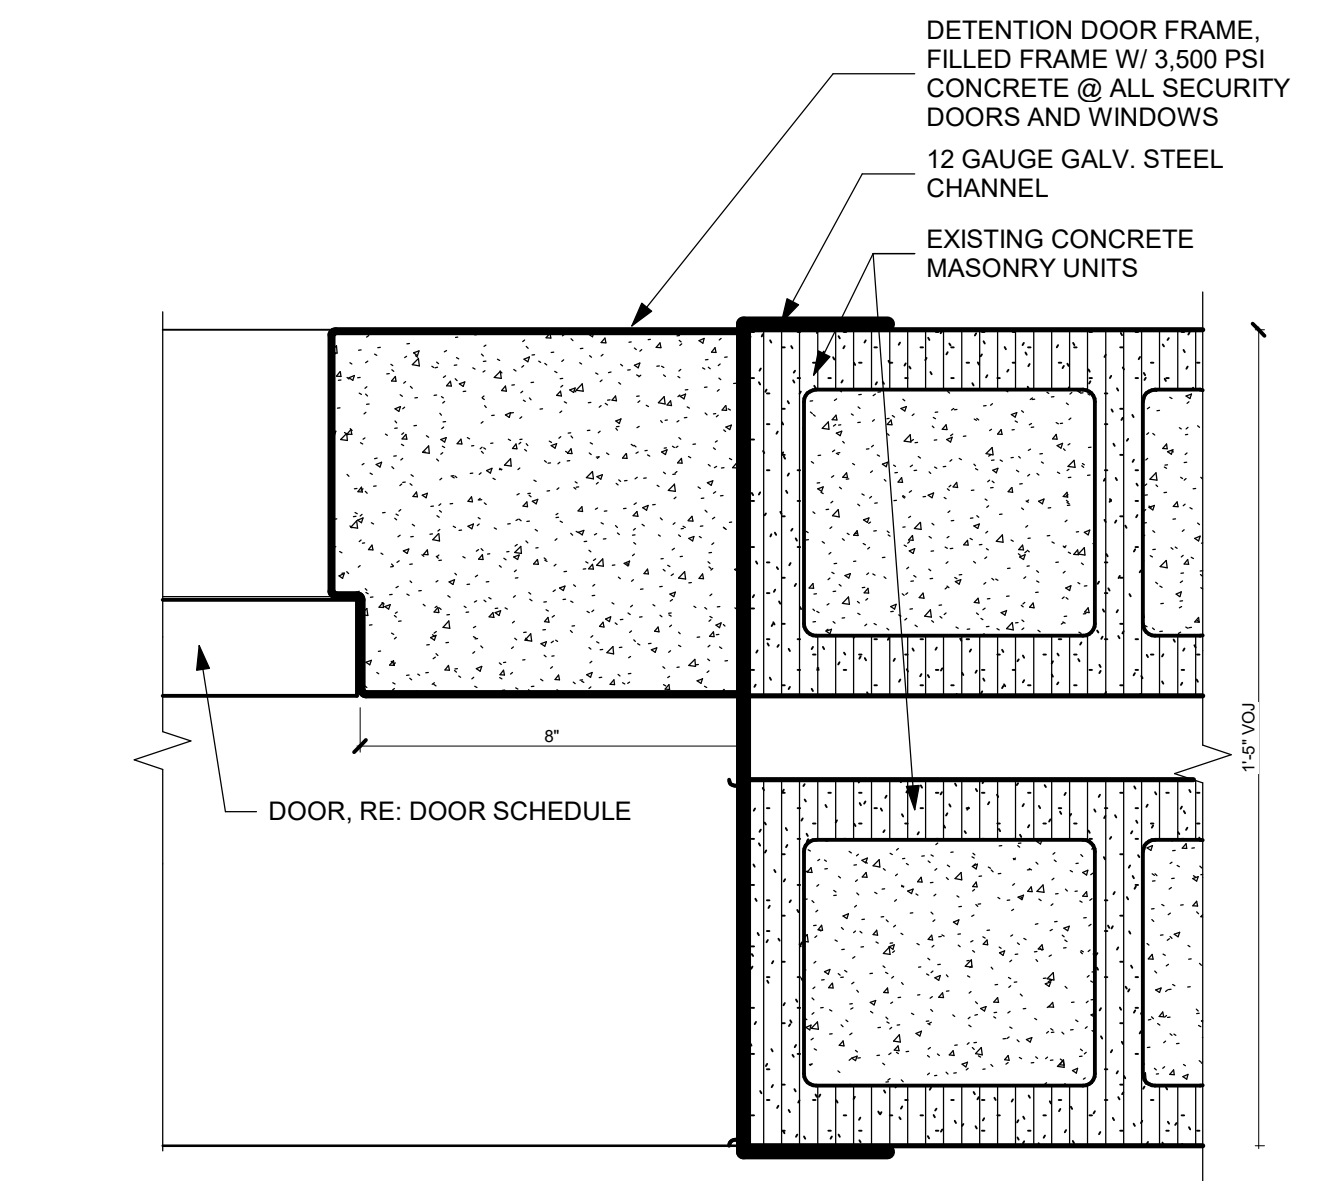 DETENTION DOOR FRAME,
FILLED FRAME W/ 3,500 PSI
CONCRETE @ ALL SECURITY
DOORS AND WINDOWS
12 GAUGE GALV. STEEL
CHANNEL
EXISTING CONCRETE
MASONRY UNITS
8"
1'-5" VOJ
DOOR, RE: DOOR SCHEDULE